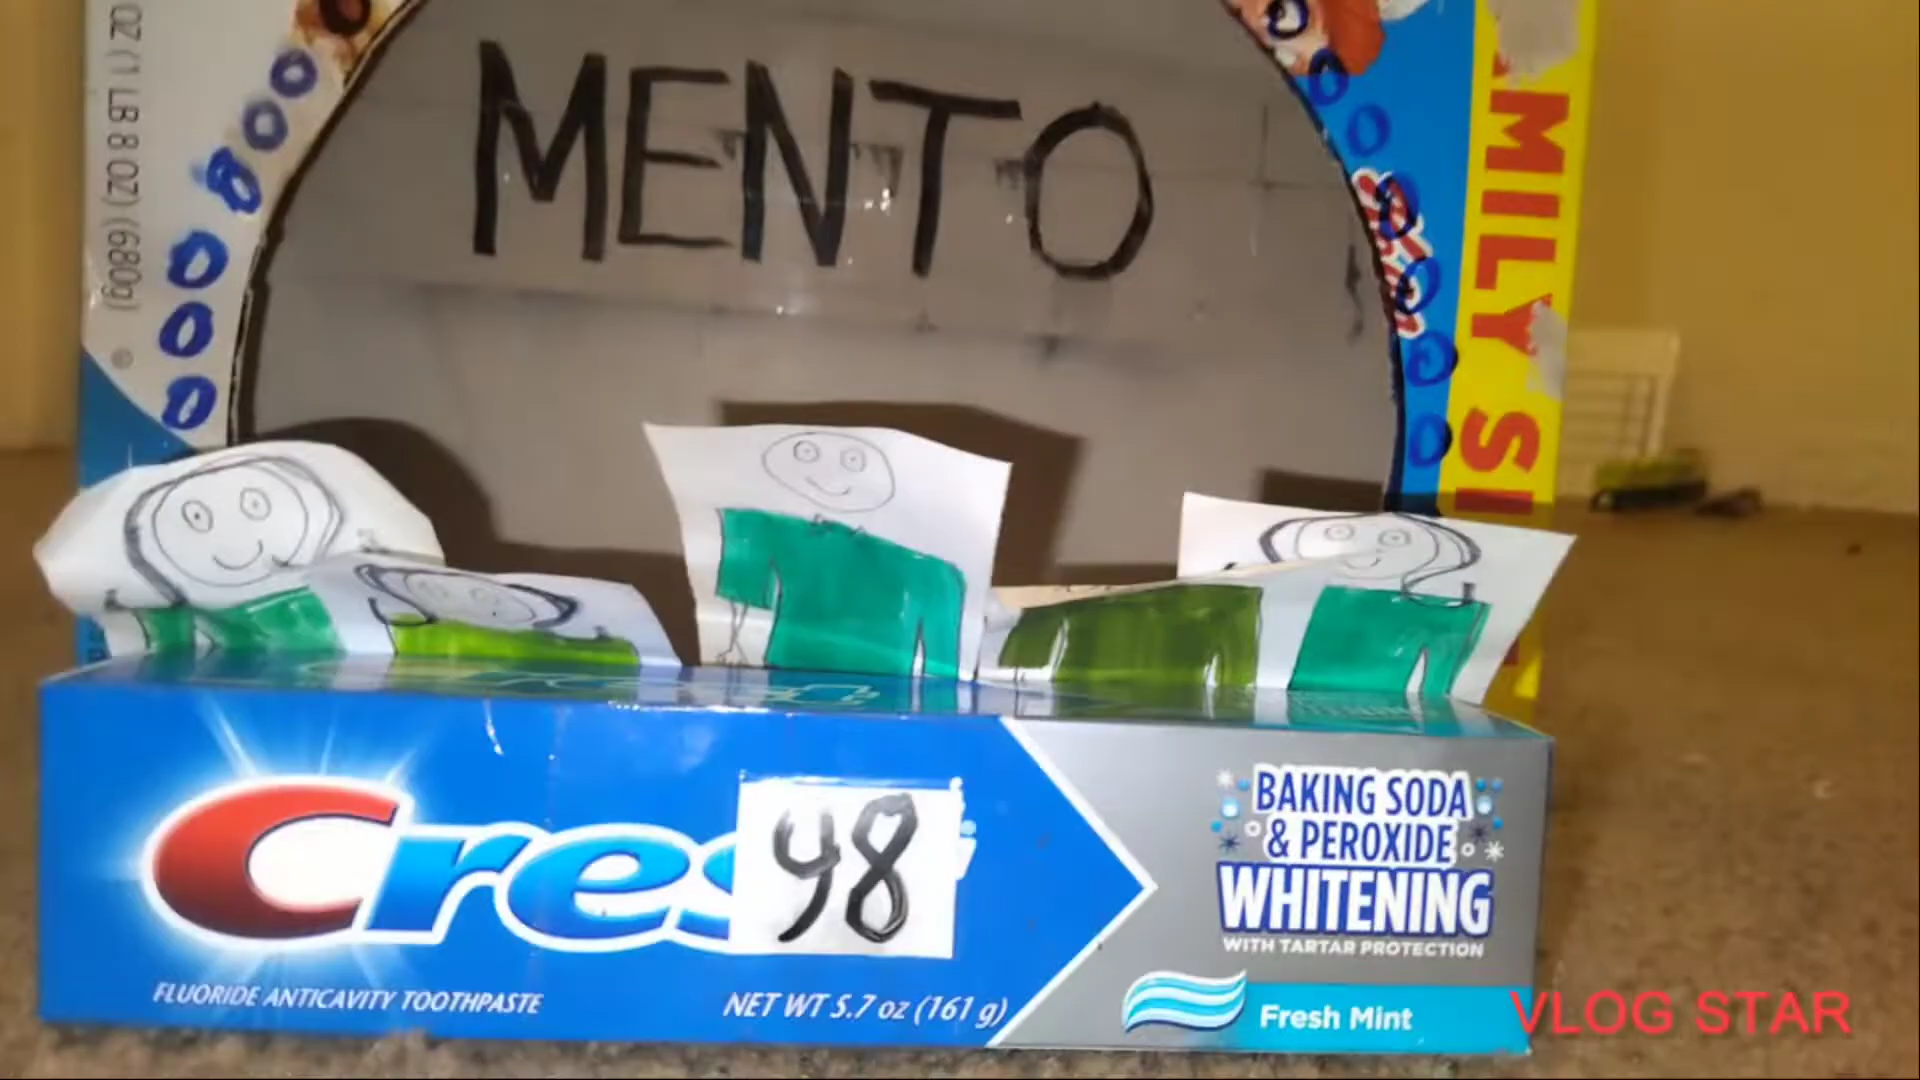 OZ (1 LB 8 OZ) (680g)
MENTO
MILY SI
Cres
98
BAKING SODA
& PEROXIDE
WHITENING
WITH TARTAR PROTECTION
FLUORIDE ANTICAVITY TOOTHPASTE
NET WT 5.7 oz (161 g)
Fresh Mint
VLOG STAR